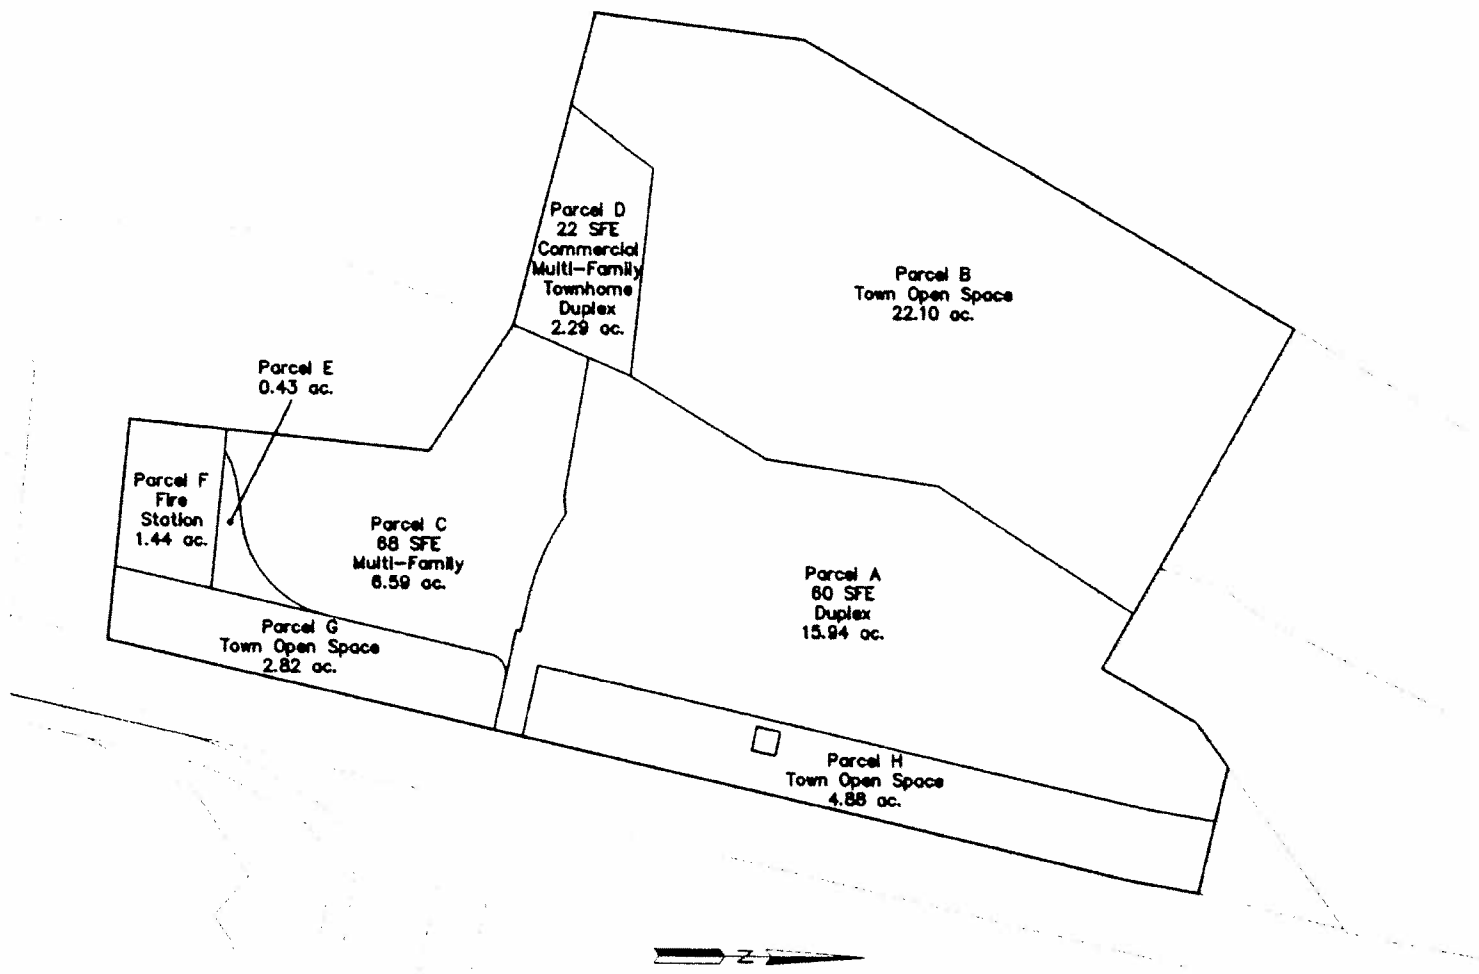 Parcel D
22 SFE
Commercial
Multi-Family
Townhome
Duplex
2.29 ac.
Parcel B
Town Open Space
22.10 ac.
Parcel E
0.43 ac.
Parcel F
Fire
Station
1.44 ac.
Parcel C
68 SFE
Multi-Family
6.59 ac.
Parcel A
60 SFE
Duplex
15.94 ac.
Parcel G
Town Open Space
2.82 ac.
Parcel H
Town Open Space
4.88 ac.
N